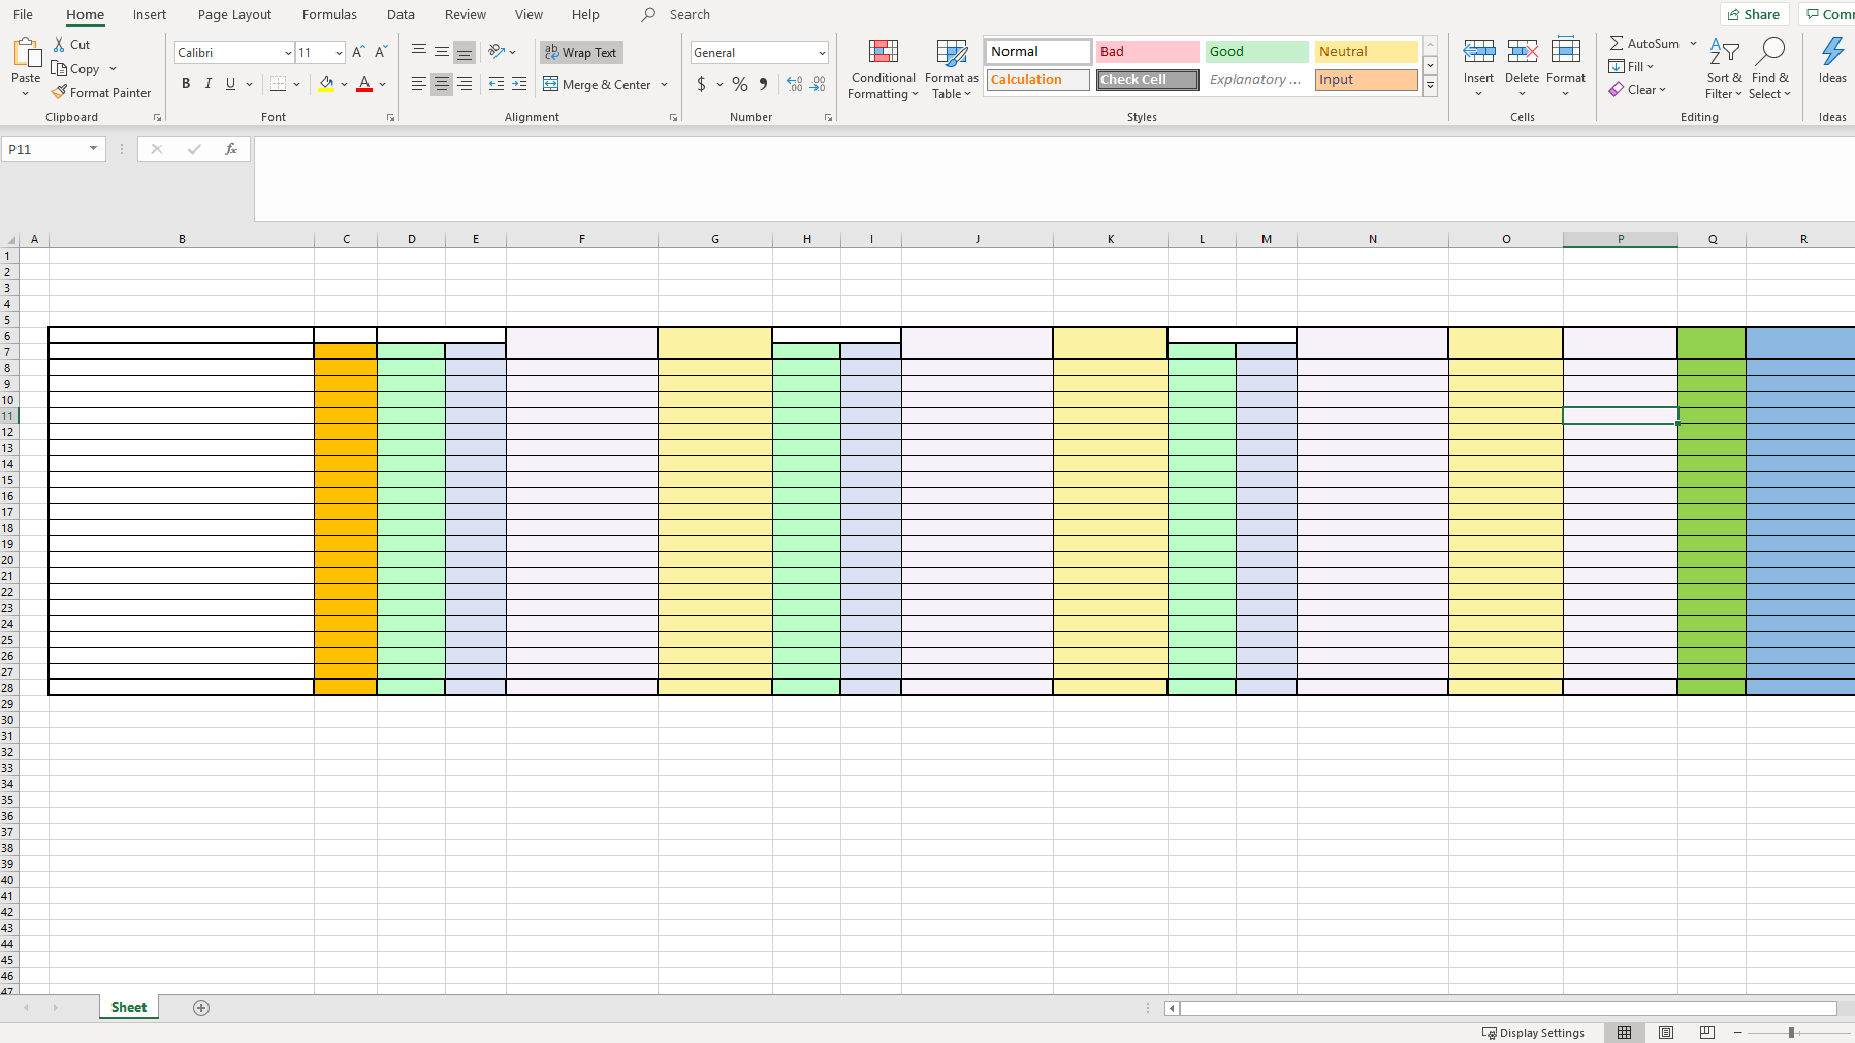 File Home Insert Page Layout Formulas Data Review View Help Search Share
Paste Cut Copy Format Painter Clipboard
Calibri 11 B I U A Font
ab Wrap Text Merge & Center Alignment
General $ % Number
Conditional Formatting Format as Table
Normal Bad Good Neutral
Calculation Check Cell Explanatory ... Input
Styles
Insert Delete Format Cells
AutoSum Fill Clear Sort & Filter Find & Select Editing
Ideas Ideas
P11 fx
A B C D E F G H I J K L M N O P Q R
1
2
3
4
5
6
7
8
9
10
11
12
13
14
15
16
17
18
19
20
21
22
23
24
25
26
27
28
29
30
31
32
33
34
35
36
37
38
39
40
41
42
43
44
45
46
47
Sheet
Display Settings